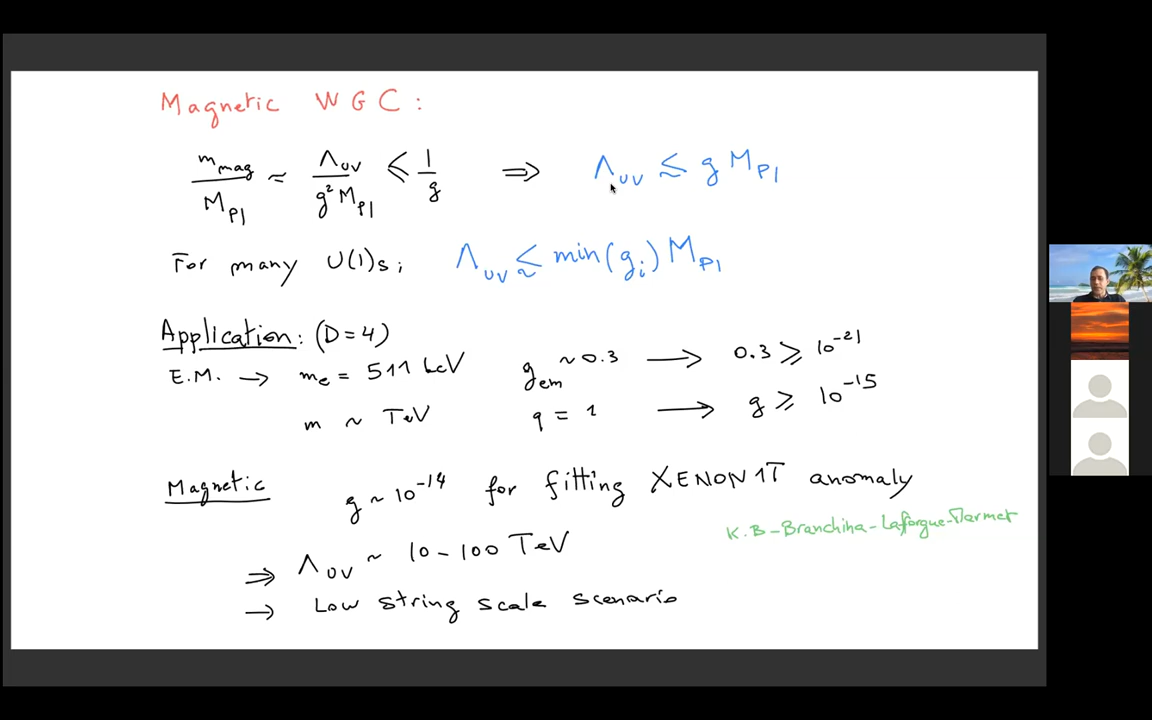 Magnetic WGC:
m_mag/M_Pl ≈ Λ_UV/(g² M_Pl) ≤ 1/g ⇒ Λ_UV ≲ g M_Pl
For many U(1)s; Λ_UV ≲ min(g_i) M_Pl
Application: (D=4)
E.M. → m_e = 511 keV g_em ~ 0.3 → 0.3 ≥ 10^-21
m ~ TeV q = 1 → g ≥ 10^-15
Magnetic g ~ 10^-14 for fitting XENON1T anomaly
K.B-Branchina-Lafforgue-Marmet
⇒ Λ_UV ~ 10-100 TeV
→ Low string scale scenario